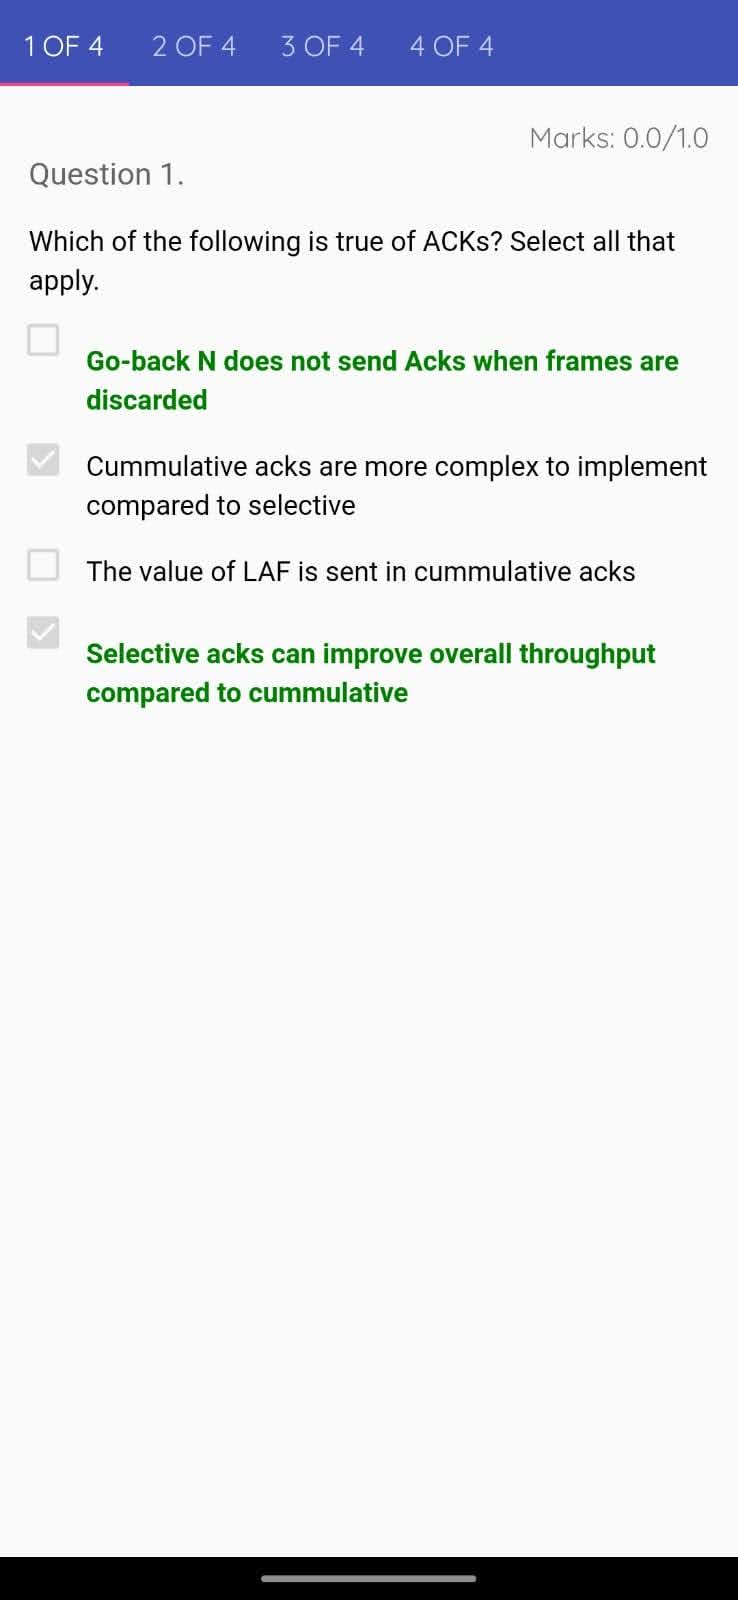 1 OF 4 2 OF 4 3 OF 4 4 OF 4
Marks: 0.0/1.0
Question 1.
Which of the following is true of ACKs? Select all that
apply.
Go-back N does not send Acks when frames are
discarded
Cummulative acks are more complex to implement
compared to selective
The value of LAF is sent in cummulative acks
Selective acks can improve overall throughput
compared to cummulative